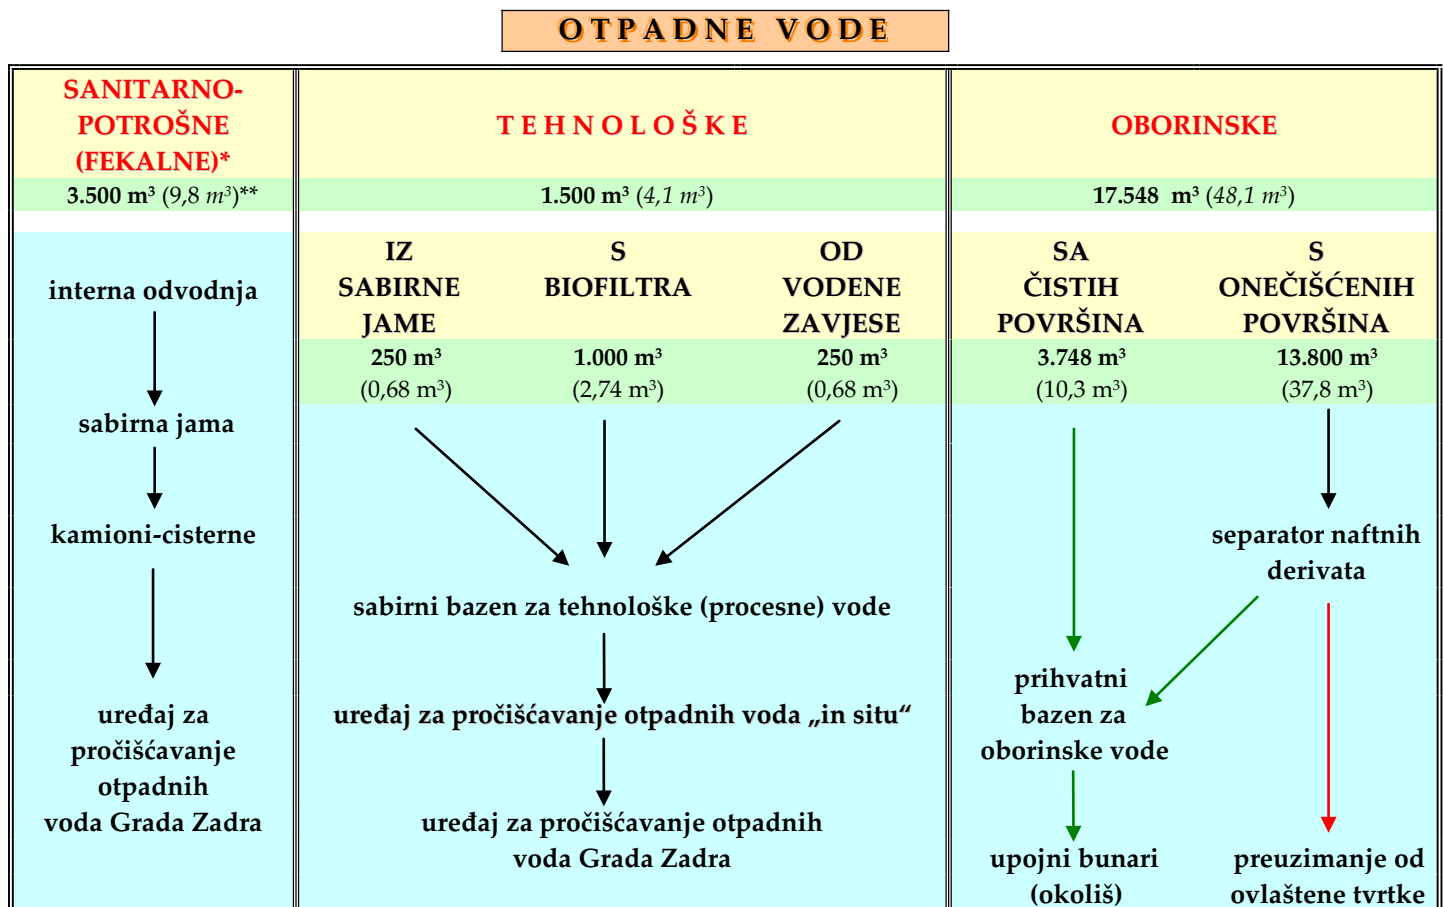 OTPADNE VODE
SANITARNO-
POTROŠNE
(FEKALNE)*
TEHNOLOŠKE
OBORINSKE
3.500 m³ (9,8 m³)**
1.500 m³ (4,1 m³)
17.548 m³ (48,1 m³)
interna odvodnja
sabirna jama
kamioni-cisterne
uređaj za
pročišćavanje
otpadnih
voda Grada Zadra
IZ
SABIRNE
JAME
250 m³
(0,68 m³)
S
BIOFILTRA
1.000 m³
(2,74 m³)
OD
VODENE
ZAVJESE
250 m³
(0,68 m³)
sabirni bazen za tehnološke (procesne) vode
uređaj za pročišćavanje otpadnih voda „in situ“
uređaj za pročišćavanje otpadnih
voda Grada Zadra
SA
ČISTIH
POVRŠINA
3.748 m³
(10,3 m³)
S
ONEČIŠĆENIH
POVRŠINA
13.800 m³
(37,8 m³)
separator naftnih
derivata
prihvatni
bazen za
oborinske vode
upojni bunari
(okoliš)
preuzimanje od
ovlaštene tvrtke